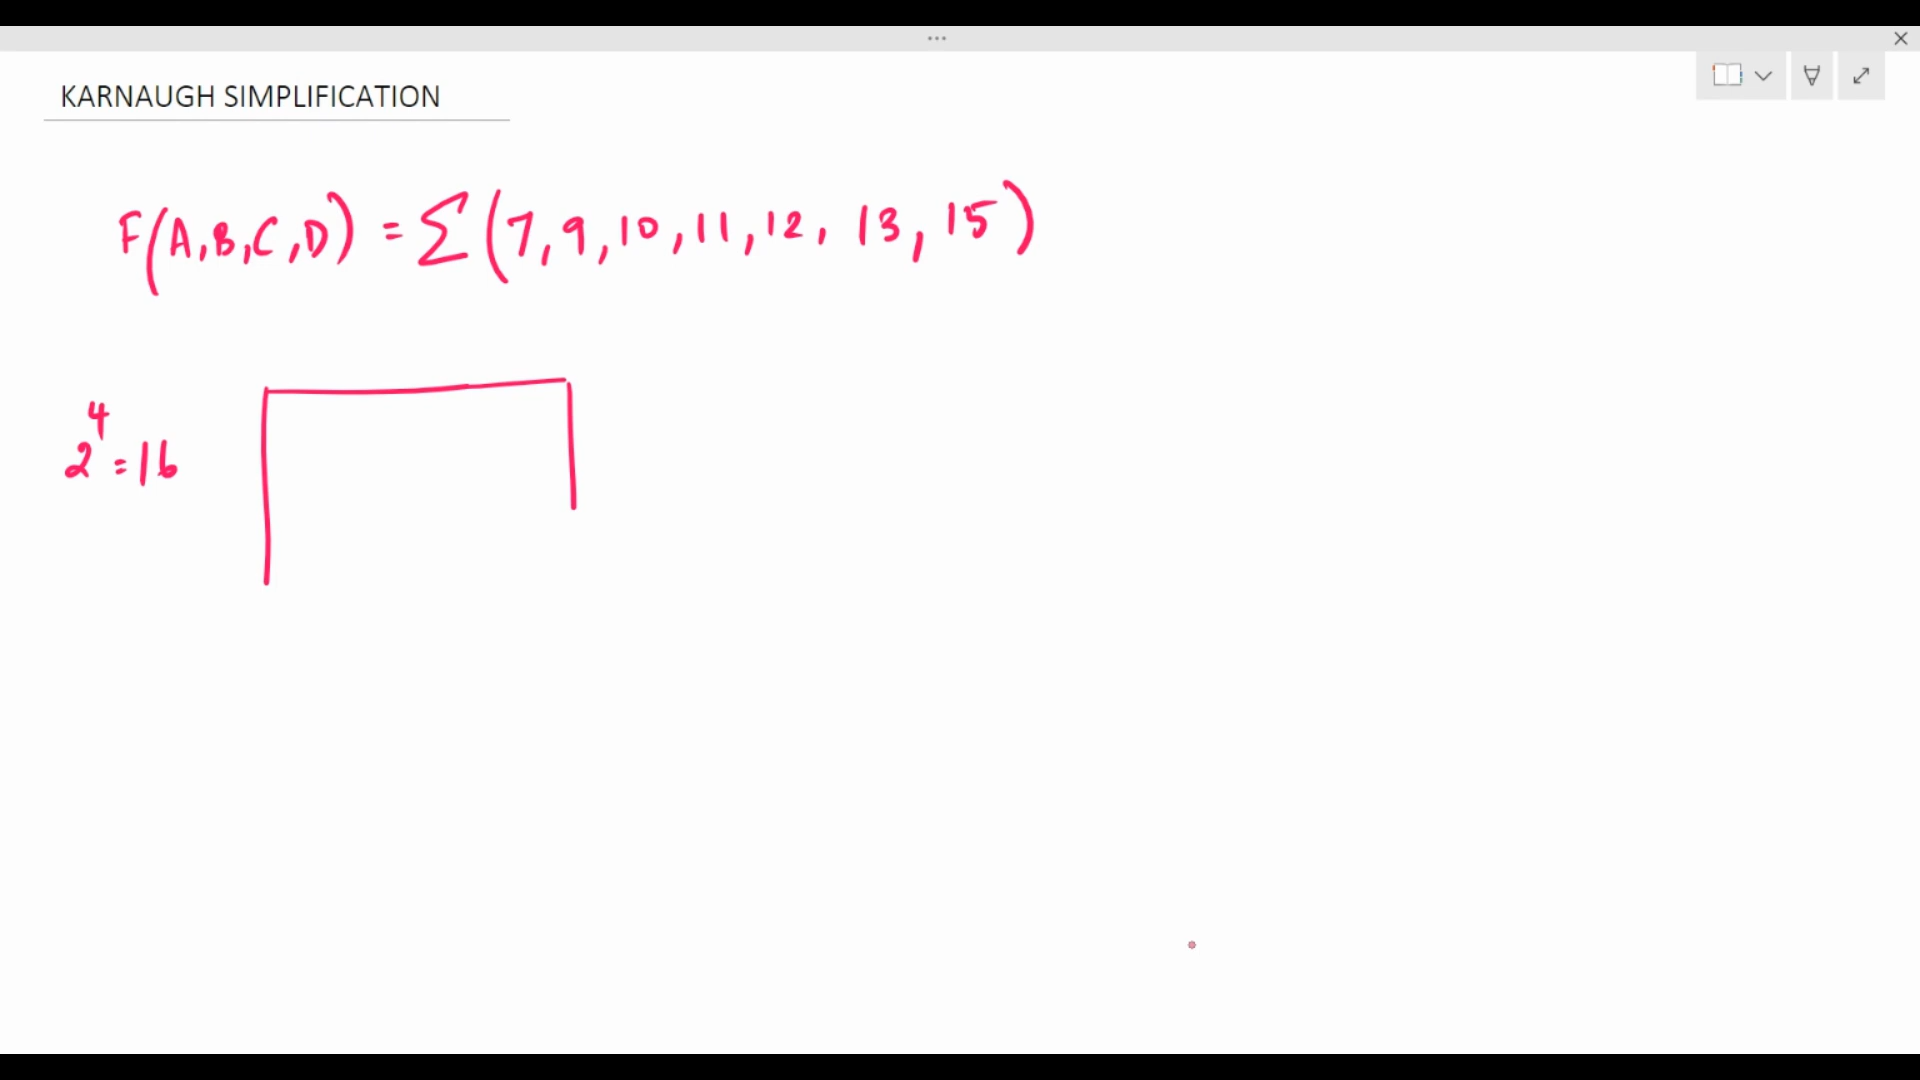 KARNAUGH SIMPLIFICATION
F(A,B,C,D) = Σ(7,9,10,11,12, 13, 15)
2⁴=16